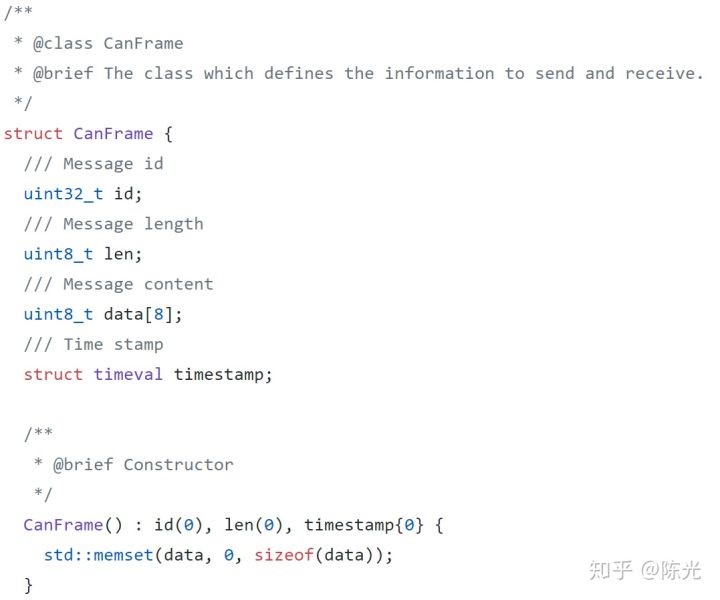 /**
 * @class CanFrame
 * @brief The class which defines the information to send and receive.
 */
struct CanFrame {
  /// Message id
  uint32_t id;
  /// Message length
  uint8_t len;
  /// Message content
  uint8_t data[8];
  /// Time stamp
  struct timeval timestamp;

  /**
   * @brief Constructor
   */
  CanFrame() : id(0), len(0), timestamp{0} {
    std::memset(data, 0, sizeof(data));
  }
知乎 @陈光